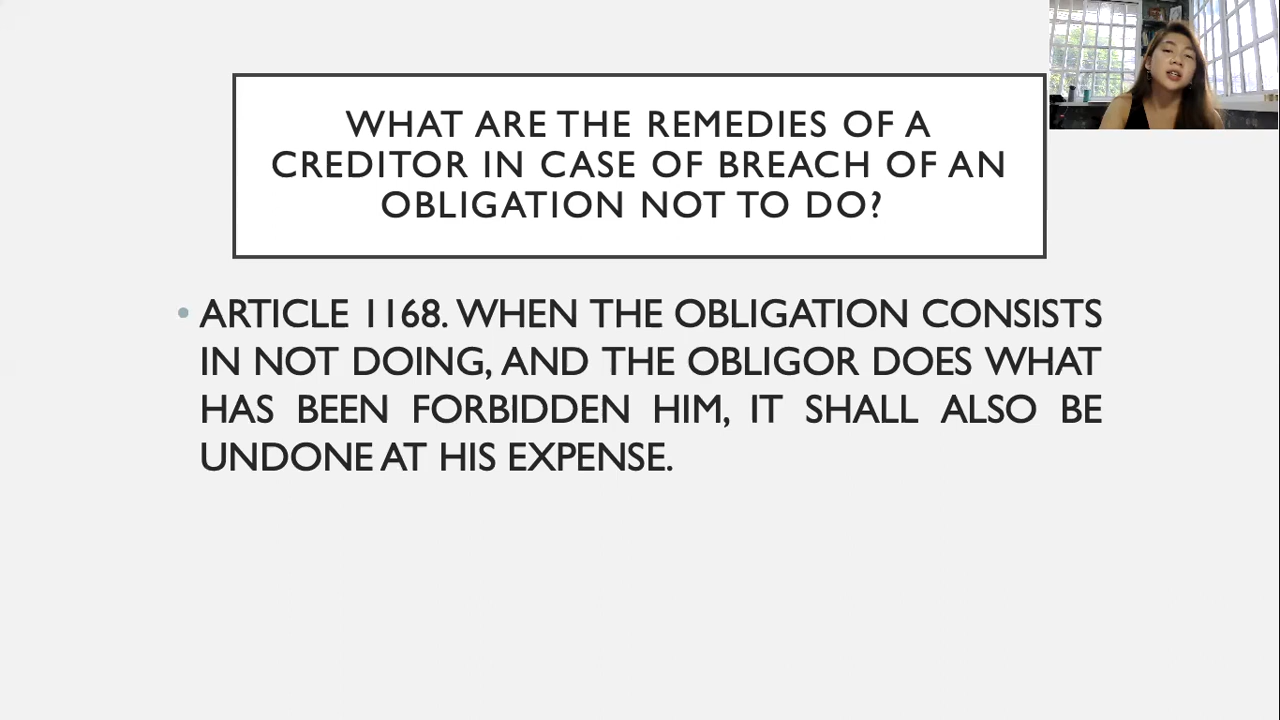 WHAT ARE THE REMEDIES OF A
CREDITOR IN CASE OF BREACH OF AN
OBLIGATION NOT TO DO?
• ARTICLE 1168. WHEN THE OBLIGATION CONSISTS
IN NOT DOING, AND THE OBLIGOR DOES WHAT
HAS BEEN FORBIDDEN HIM, IT SHALL ALSO BE
UNDONE AT HIS EXPENSE.